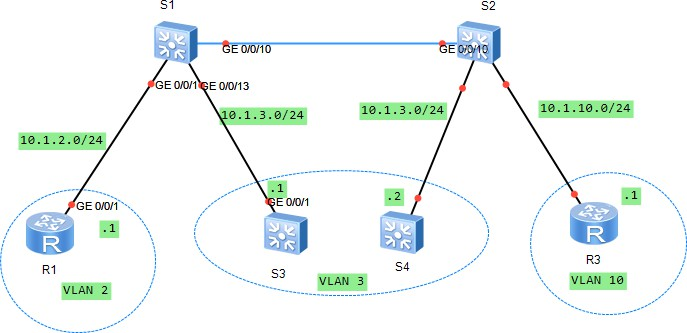 S1
S2
GE 0/0/10
GE 0/0/10
GE 0/0/1
GE 0/0/13
10.1.3.0/24
10.1.3.0/24
10.1.10.0/24
10.1.2.0/24
.1
.2
.1
GE 0/0/1
GE 0/0/1
.1
R
R
R1
S3
S4
R3
VLAN 2
VLAN 3
VLAN 10